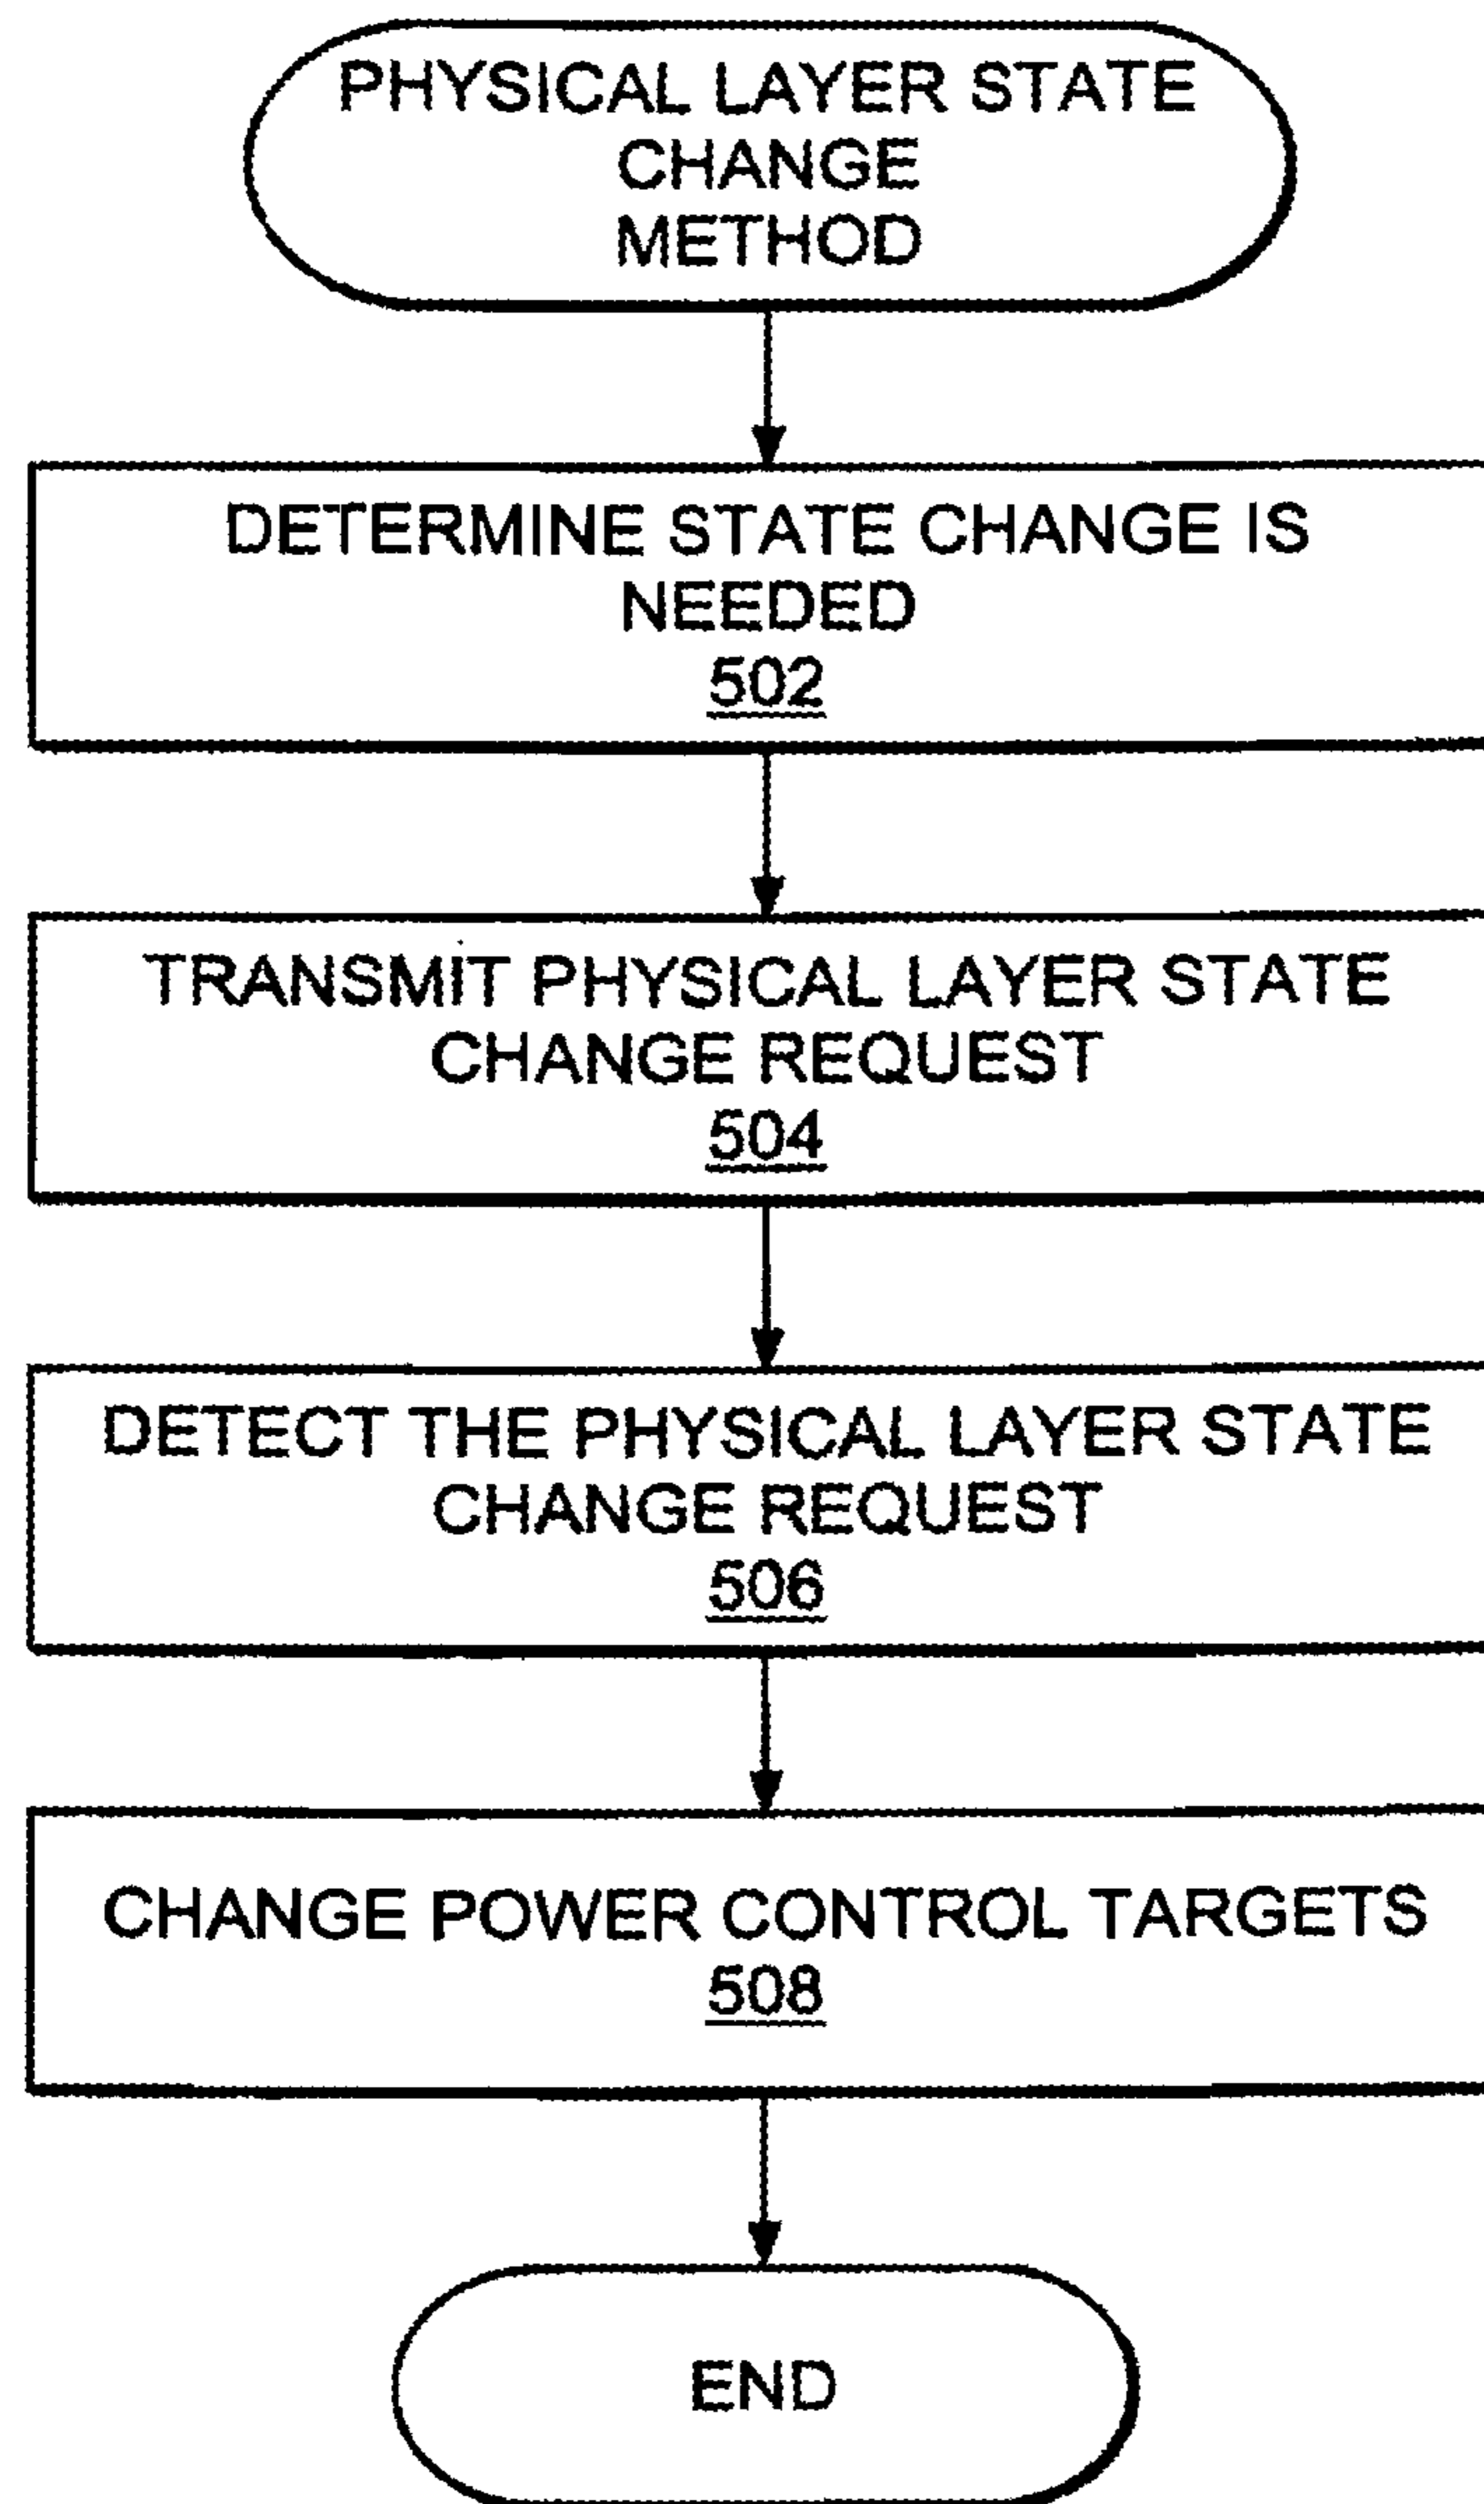 PHYSICAL LAYER STATE
CHANGE
METHOD
DETERMINE STATE CHANGE IS
NEEDED
502
TRANSMIT PHYSICAL LAYER STATE
CHANGE REQUEST
504
DETECT THE PHYSICAL LAYER STATE
CHANGE REQUEST
506
CHANGE POWER CONTROL TARGETS
508
END